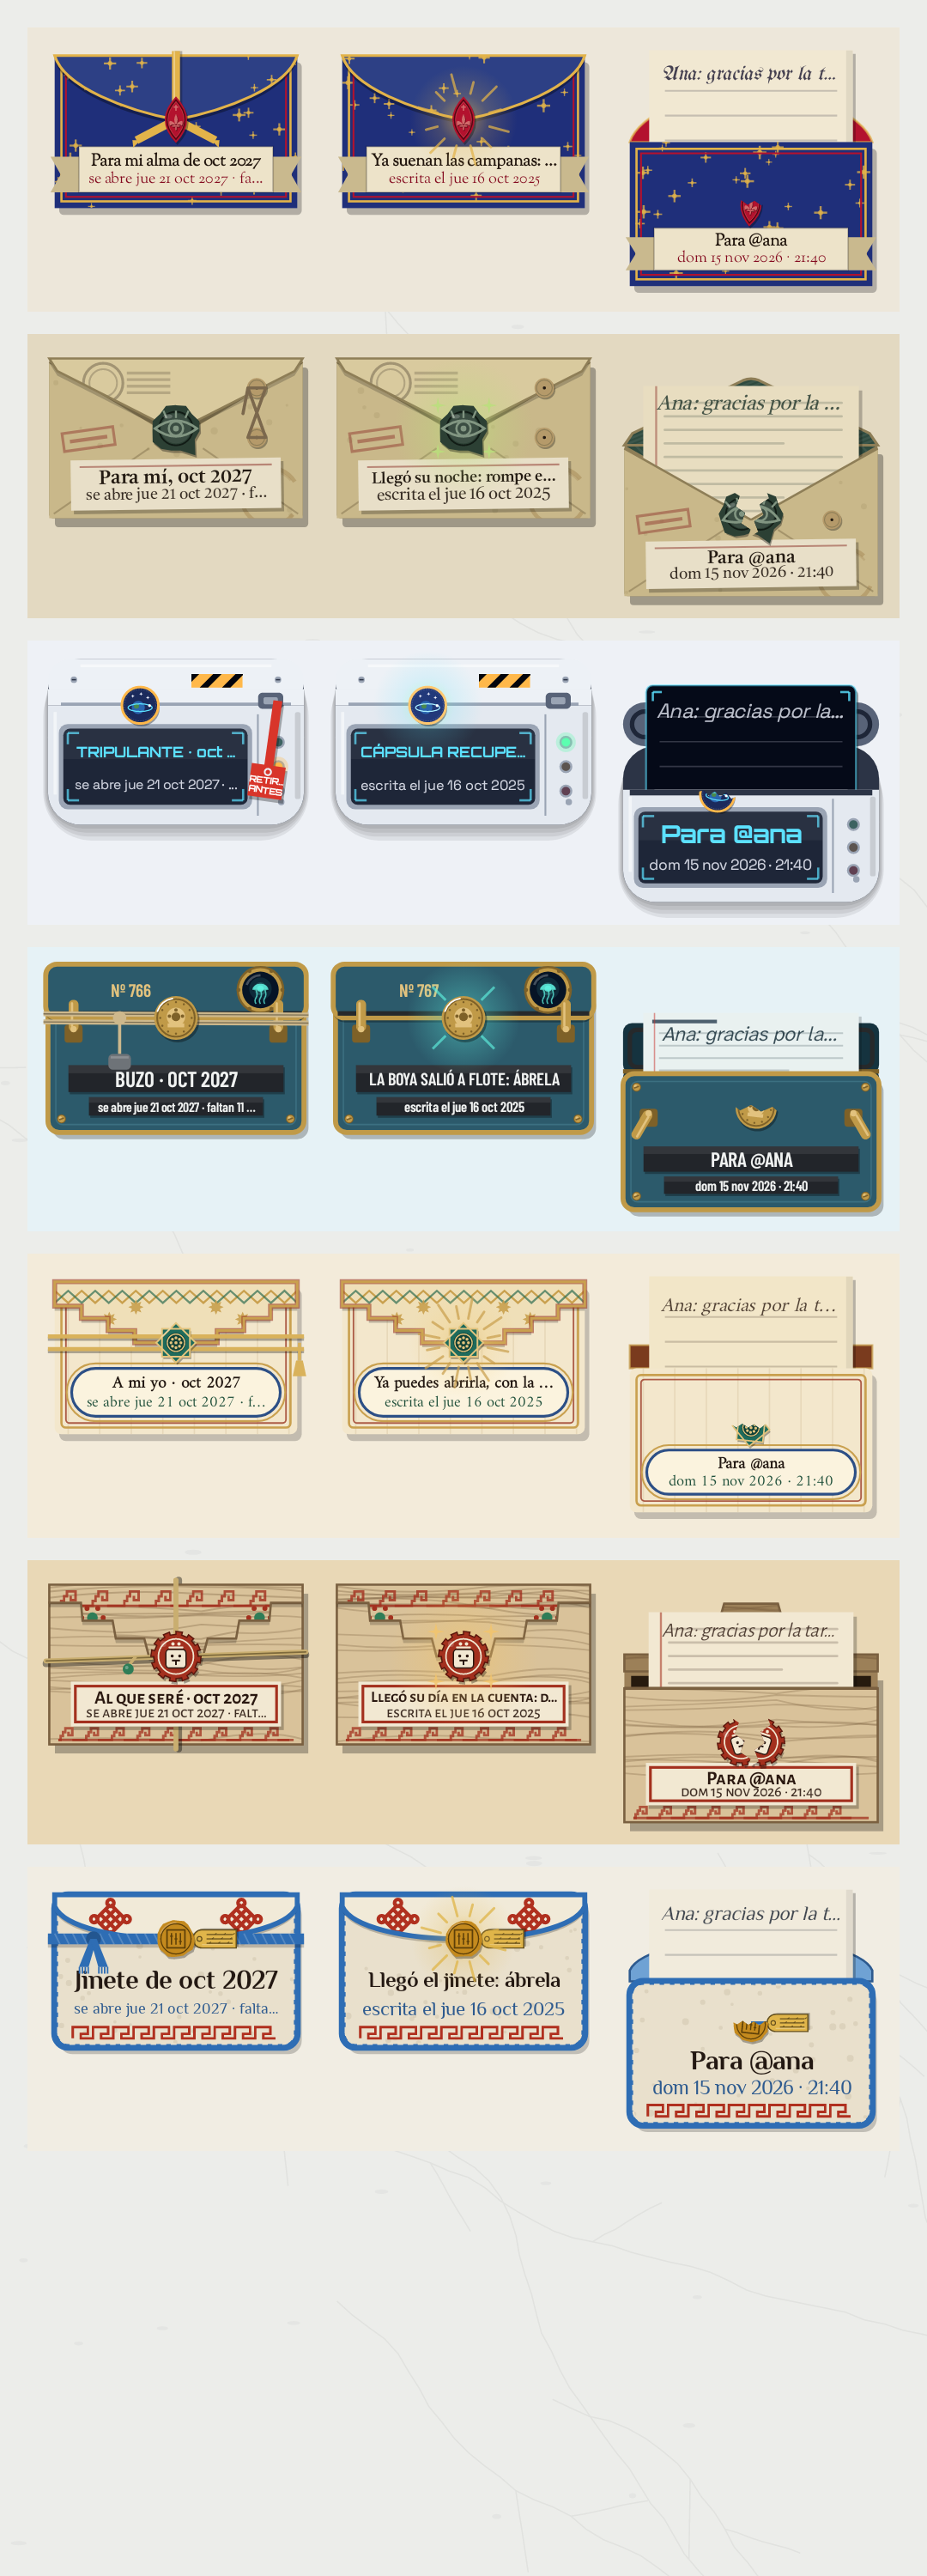 Para mi alma de oct 2027
se abre jue 21 oct 2027 · fa...
Ya suenan las campanas: ...
escrita el jue 16 oct 2025
Ana: gracias por la t...
Para @ana
dom 15 nov 2026 · 21:40
Para mí, oct 2027
se abre jue 21 oct 2027 · f...
Llegó su noche: rompe e...
escrita el jue 16 oct 2025
Ana: gracias por la ...
Para @ana
dom 15 nov 2026 · 21:40
TRIPULANTE · oct ...
se abre jue 21 oct 2027 · ...
RETIR...
ANTES
CÁPSULA RECUPE...
escrita el jue 16 oct 2025
Ana: gracias por la...
Para @ana
dom 15 nov 2026 · 21:40
Nº 766
BUZO · OCT 2027
se abre jue 21 oct 2027 · faltan 11 ...
Nº 767
LA BOYA SALIÓ A FLOTE: ÁBRELA
escrita el jue 16 oct 2025
Ana: gracias por la...
PARA @ANA
dom 15 nov 2026 · 21:40
A mi yo · oct 2027
se abre jue 21 oct 2027 · f...
Ya puedes abrirla, con la ...
escrita el jue 16 oct 2025
Ana: gracias por la t...
Para @ana
dom 15 nov 2026 · 21:40
AL QUE SERÉ · OCT 2027
SE ABRE JUE 21 OCT 2027 · FALT...
LLEGÓ SU DÍA EN LA CUENTA: D...
ESCRITA EL JUE 16 OCT 2025
Ana: gracias por la tar...
PARA @ANA
DOM 15 NOV 2026 · 21:40
Jinete de oct 2027
se abre jue 21 oct 2027 · falta...
Llegó el jinete: ábrela
escrita el jue 16 oct 2025
Ana: gracias por la t...
Para @ana
dom 15 nov 2026 · 21:40